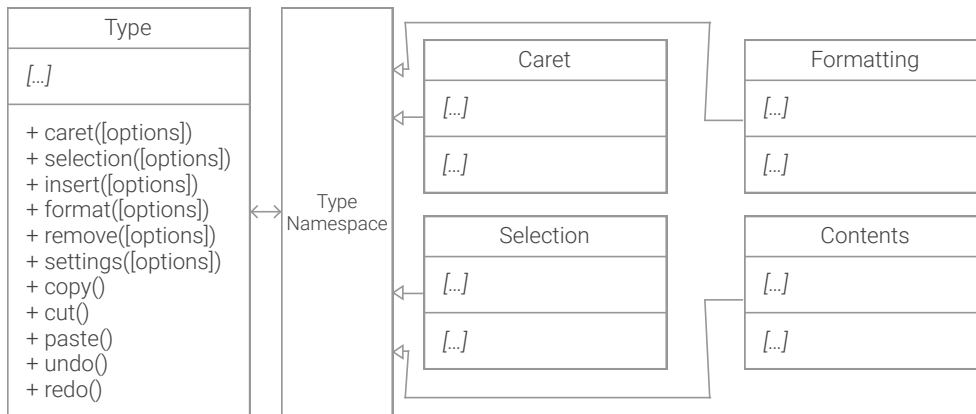 Type
[...]
+ caret([options])
+ selection([options])
+ insert([options])
+ format([options])
+ remove([options])
+ settings([options])
+ copy()
+ cut()
+ paste()
+ undo()
+ redo()
Type
Namespace
Caret
[...]
[...]
Formatting
[...]
[...]
Selection
[...]
[...]
Contents
[...]
[...]